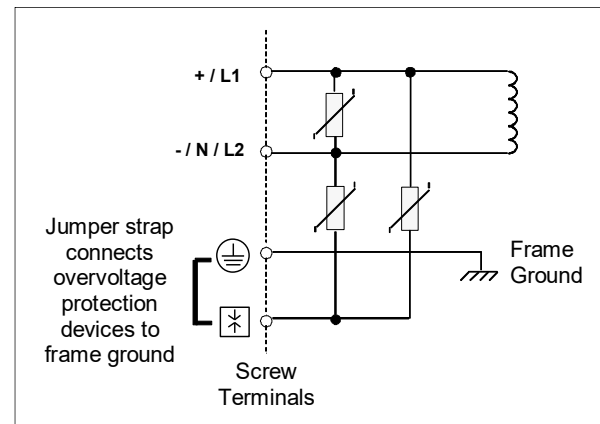 + / L1
- / N / L2
Jumper strap
connects
overvoltage
protection
devices to
frame ground
Frame
Ground
Screw
Terminals